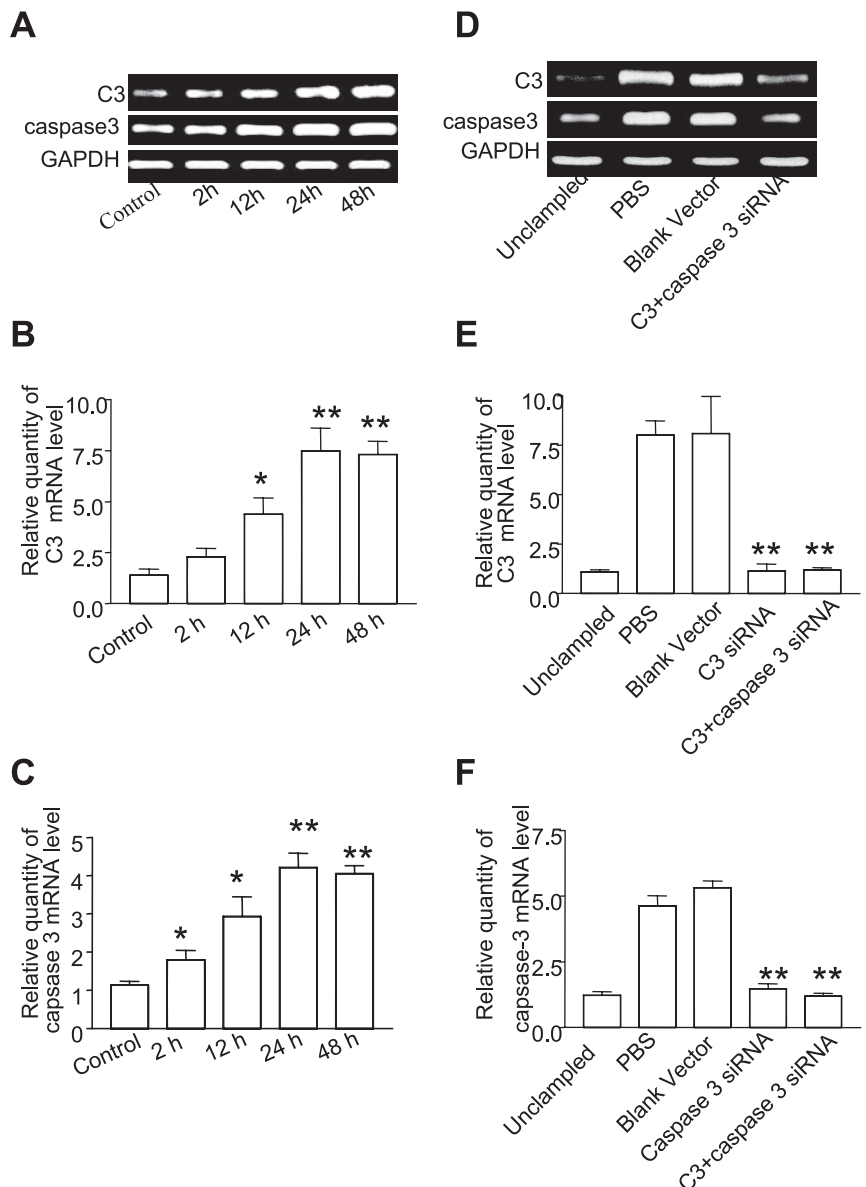 A
C3
caspase3
GAPDH
Control
2h
12h
24h
48h
D
C3
caspase3
GAPDH
Unclampled
PBS
Blank Vector
C3+caspase 3 siRNA
B
Relative quantity of
C3 mRNA level
10.0
7.5
5.0
2.5
0.0
*
**
**
Control
2 h
12 h
24 h
48 h
E
Relative quantity of
C3 mRNA level
10.0
7.5
5.0
2.5
0.0
**
**
Unclampled
PBS
Blank Vector
C3 siRNA
C3+caspase 3 siRNA
C
Relative quantity of
capsase 3 mRNA level
5
4
3
2
1
0
*
*
**
**
Control
2 h
12 h
24 h
48 h
F
Relative quantity of
capsase-3 mRNA level
7.5
5.0
2.5
0.0
**
**
Unclampled
PBS
Blank Vector
Caspase 3 siRNA
C3+caspase 3 siRNA